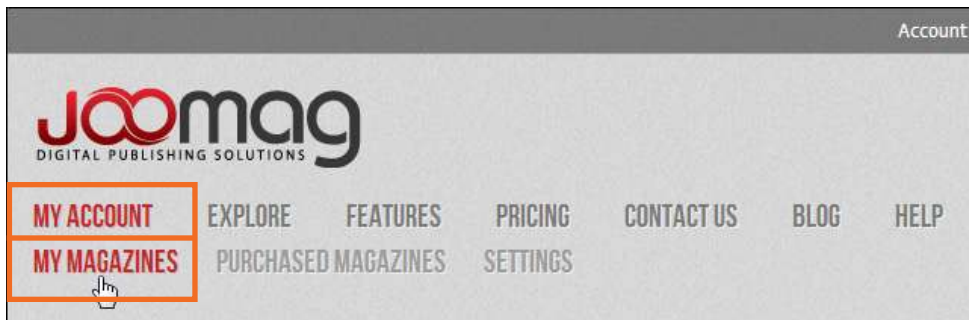 Account
Joomag
DIGITAL PUBLISHING SOLUTIONS
MY ACCOUNT EXPLORE FEATURES PRICING CONTACT US BLOG HELP
MY MAGAZINES PURCHASED MAGAZINES SETTINGS